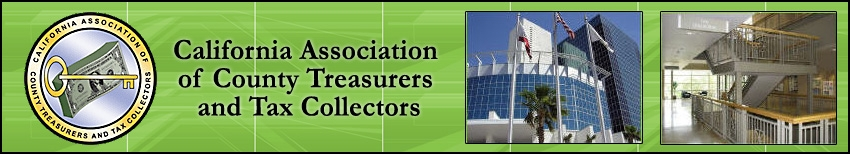 CALIFORNIA ASSOCIATION OF
COUNTY TREASURERS AND TAX COLLECTORS
California Association
of County Treasurers
and Tax Collectors